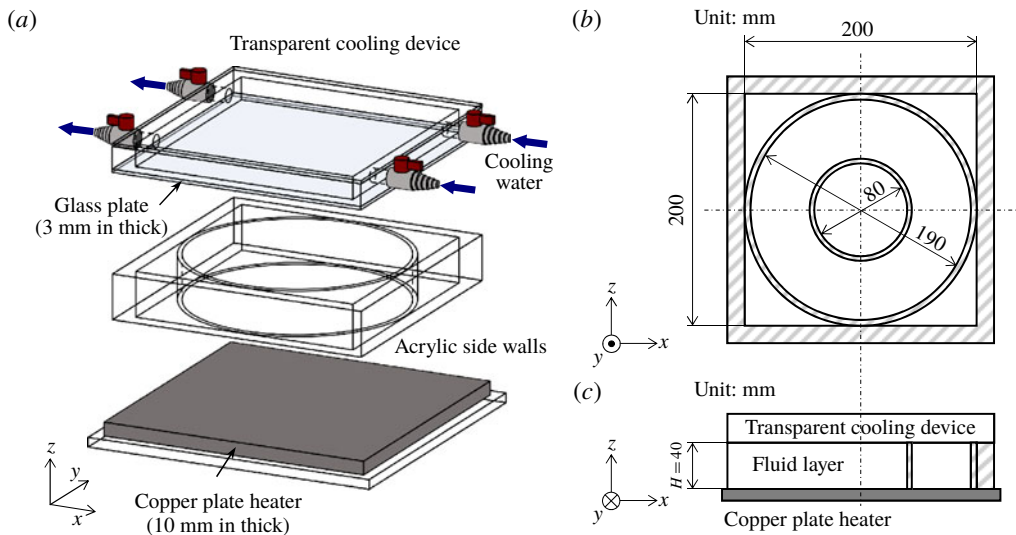 (a)
Transparent cooling device
Cooling
water
Glass plate
(3 mm in thick)
Acrylic side walls
Copper plate heater
(10 mm in thick)
z
y
x
(b)
Unit: mm
200
200
80
190
z
y
x
Unit: mm
(c)
Transparent cooling device
H = 40
Fluid layer
z
y
x
Copper plate heater